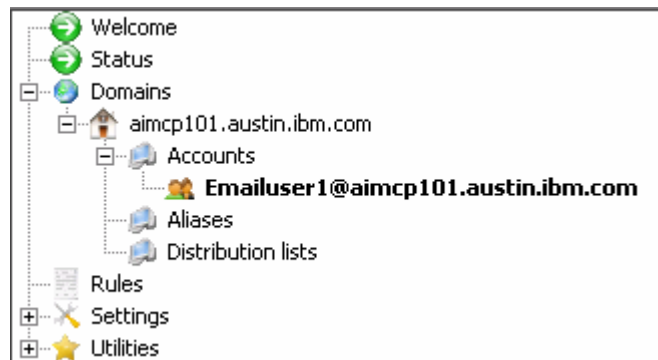 Welcome
Status
Domains
aimcp101.austin.ibm.com
Accounts
Emailuser1@aimcp101.austin.ibm.com
Aliases
Distribution lists
Rules
Settings
Utilities